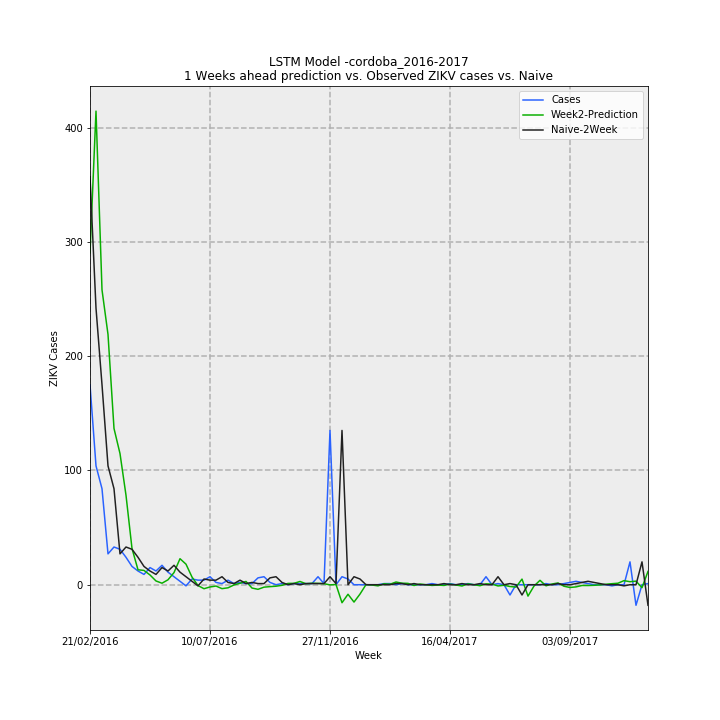 LSTM Model -cordoba_2016-2017
1 Weeks ahead prediction vs. Observed ZIKV cases vs. Naive
Cases
Week2-Prediction
Naive-2Week
400
300
200
100
0
ZIKV Cases
21/02/2016
10/07/2016
27/11/2016
16/04/2017
03/09/2017
Week